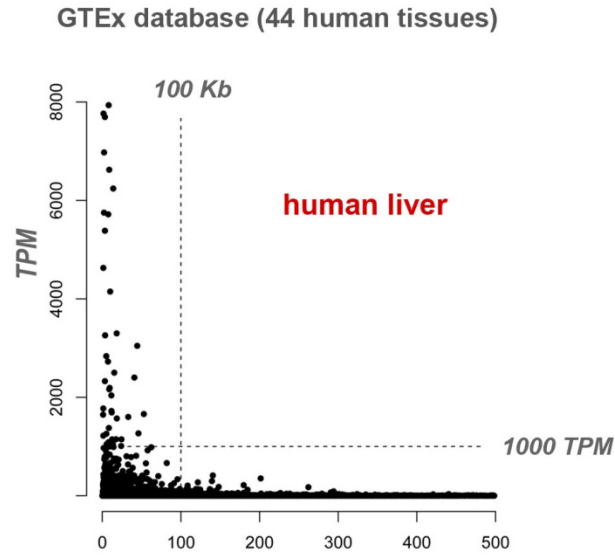 GTEx database (44 human tissues)
100 Kb
human liver
TPM
8000
6000
4000
2000
1000 TPM
0 100 200 300 400 500